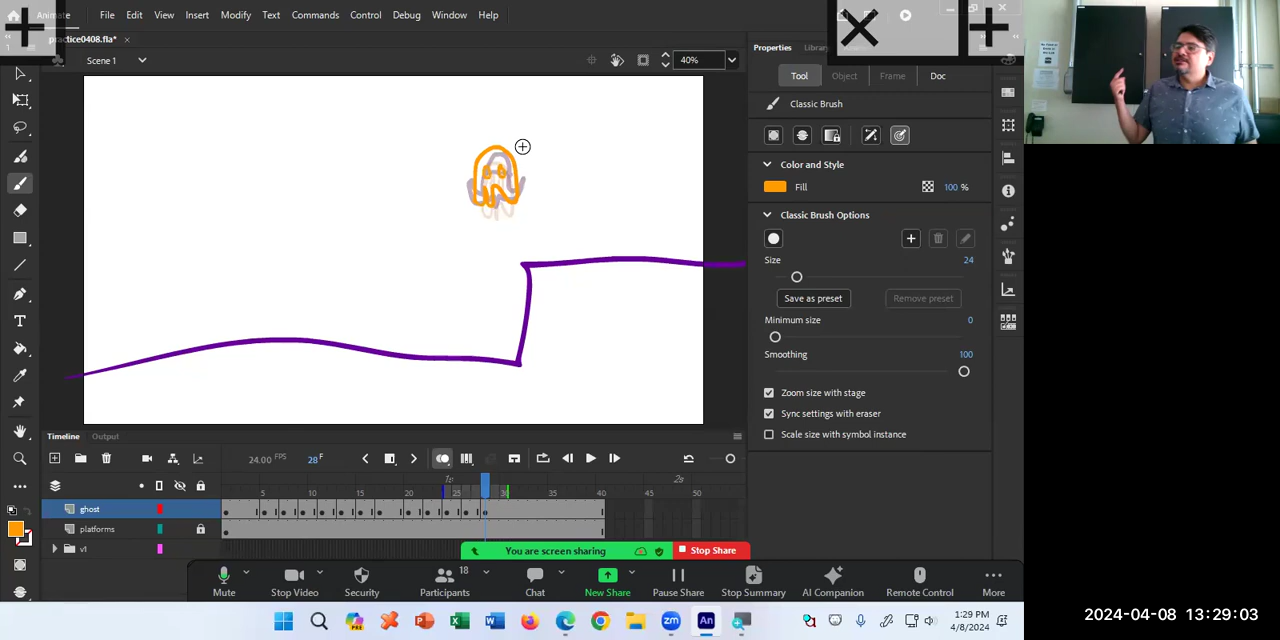 Animate File Edit View Insert Modify Text Commands Control Debug Window Help
practice0408.fla* ×
Scene 1 40%
Properties Library
Tool Object Frame Doc
Classic Brush
Color and Style
Fill 100 %
Classic Brush Options
Size 24
Save as preset Remove preset
Minimum size 0
Smoothing 100
Zoom size with stage
Sync settings with eraser
Scale size with symbol instance
Timeline Output
24.00 FPS 28 F
1s 2s
5 10 15 20 25 30 35 40 45 50
ghost
platforms
v1
You are screen sharing Stop Share
Mute Stop Video Security Participants 18 Chat New Share Pause Share Stop Summary AI Companion Remote Control More
1:29 PM
4/8/2024
2024-04-08 13:29:03